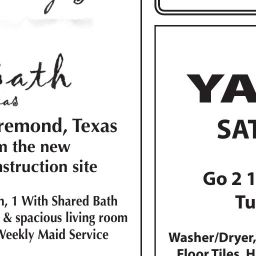 ath
as
remond, Texas
m the new
nstruction site
n, 1 With Shared Bath
& spacious living room
Weekly Maid Service
YA
SAT
Go 2 1
Tu
Washer/Dryer,
Floor Tiles, H